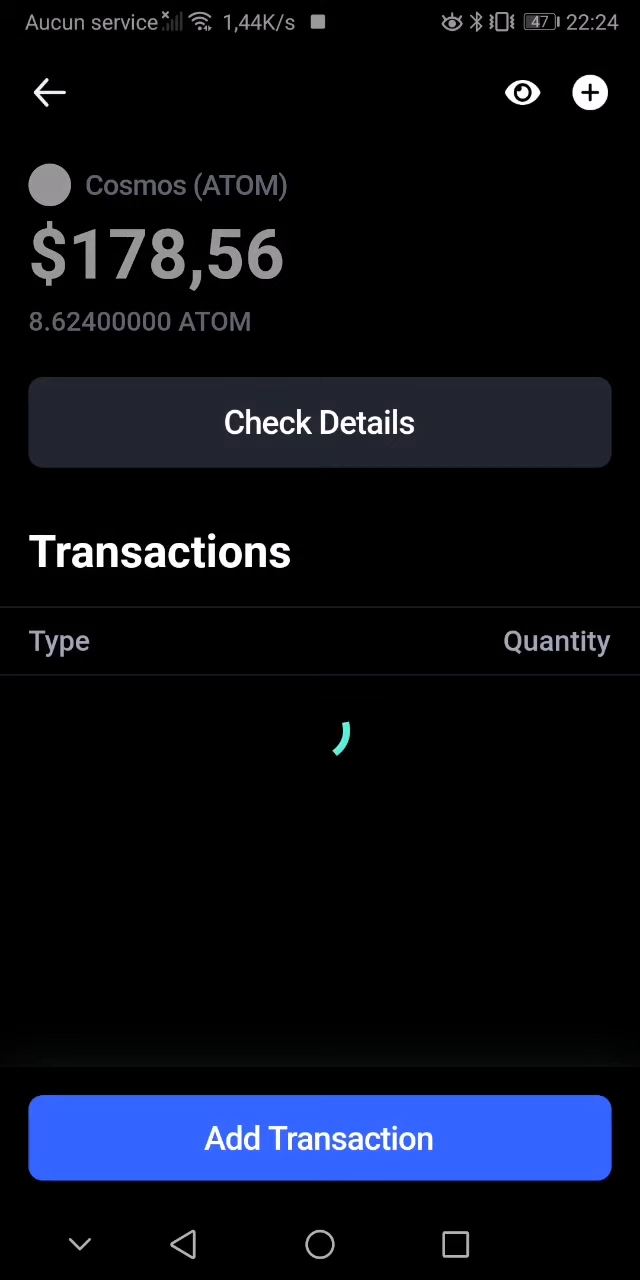 Aucun service 1,44K/s 47 22:24
Cosmos (ATOM)
$178,56
8.62400000 ATOM
Check Details
Transactions
Type Quantity
Add Transaction